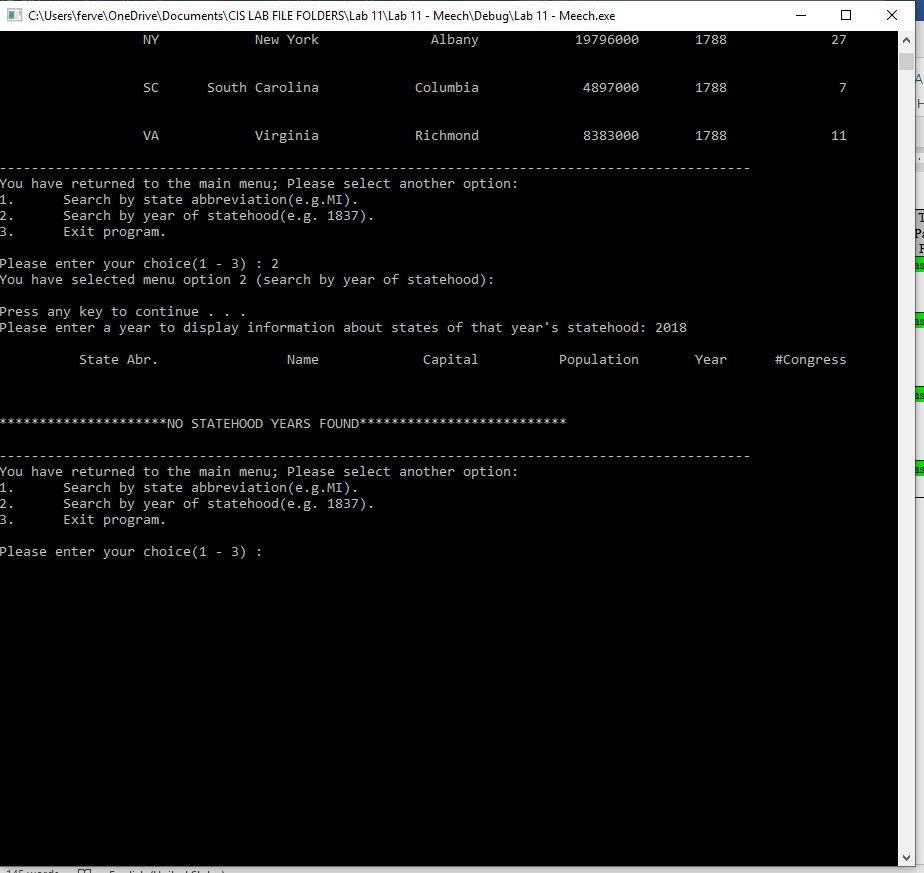 C:\Users\ferve\OneDrive\Documents\CIS LAB FILE FOLDERS\Lab 11\Lab 11 - Meech\Debug\Lab 11 - Meech.exe
NY New York Albany 19796000 1788 27
SC South Carolina Columbia 4897000 1788 7
VA Virginia Richmond 8383000 1788 11
----------------------------------------------------------------------------------------------
You have returned to the main menu; Please select another option:
1. Search by state abbreviation(e.g.MI).
2. Search by year of statehood(e.g. 1837).
3. Exit program.
Please enter your choice(1 - 3) : 2
You have selected menu option 2 (search by year of statehood):
Press any key to continue . . .
Please enter a year to display information about states of that year's statehood: 2018
State Abr. Name Capital Population Year #Congress
*********************NO STATEHOOD YEARS FOUND**************************
----------------------------------------------------------------------------------------------
You have returned to the main menu; Please select another option:
1. Search by state abbreviation(e.g.MI).
2. Search by year of statehood(e.g. 1837).
3. Exit program.
Please enter your choice(1 - 3) :